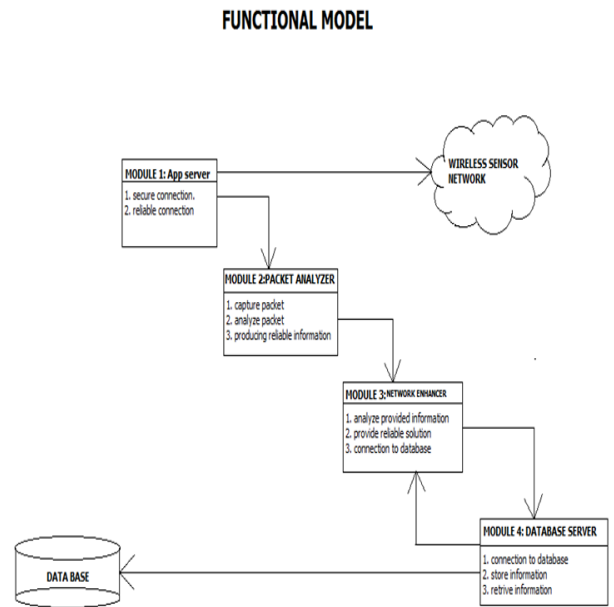 FUNCTIONAL MODEL
WIRELESS SENSOR
NETWORK
MODULE 1: App server
1. secure connection.
2. reliable connection
MODULE 2:PACKET ANALYZER
1. capture packet
2. analyze packet
3. producing reliable information
MODULE 3:NETWORK ENHANCER
1. analyze provided information
2. provide reliable solution
3. connection to database
MODULE 4: DATABASE SERVER
1. connection to database
2. store information
3. retrive information
DATA BASE